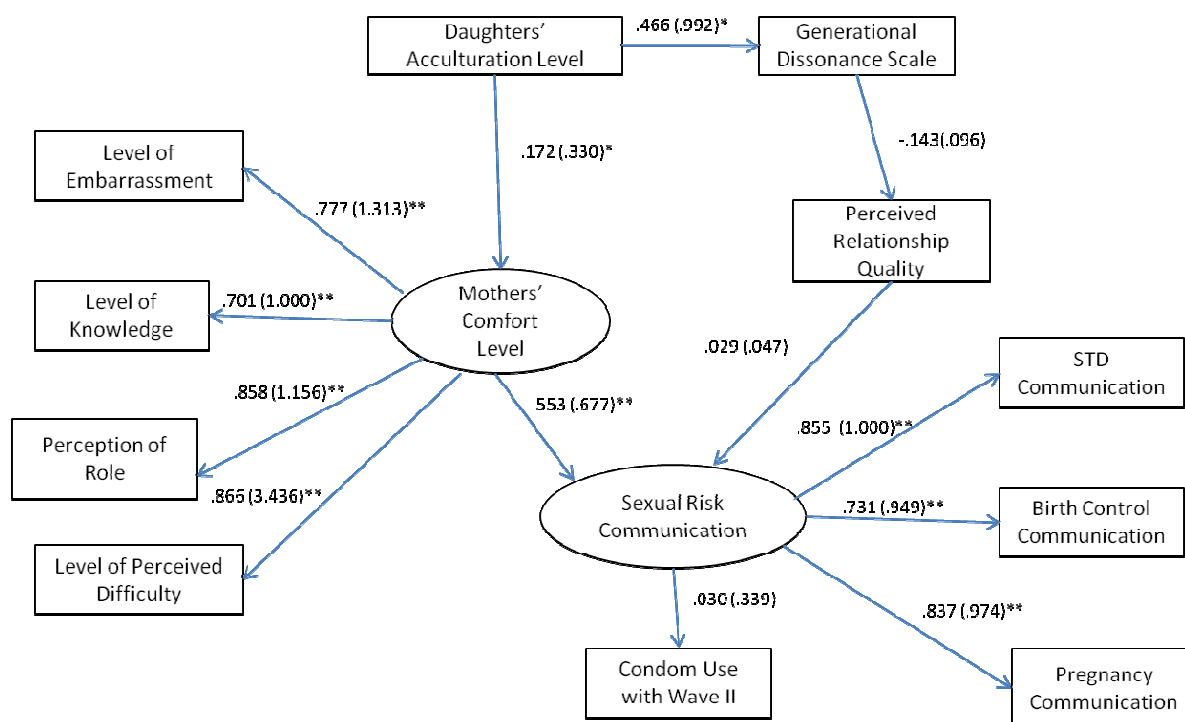 Daughters'
Acculturation Level
.466 (.992)*
Generational
Dissonance Scale
.172 (.330)*
-.143(.096)
Level of
Embarrassment
.777 (1.313)**
Perceived
Relationship
Quality
Level of
Knowledge
.701 (1.000)**
Mothers'
Comfort
Level
.029 (.047)
STD
Communication
.858 (1.156)**
.553 (.677)**
.855 (1.000)**
Perception of
Role
.866 (3.436)**
Sexual Risk
Communication
.731 (.949)**
Birth Control
Communication
Level of Perceived
Difficulty
.030 (.339)
.837 (.974)**
Condom Use
with Wave II
Pregnancy
Communication